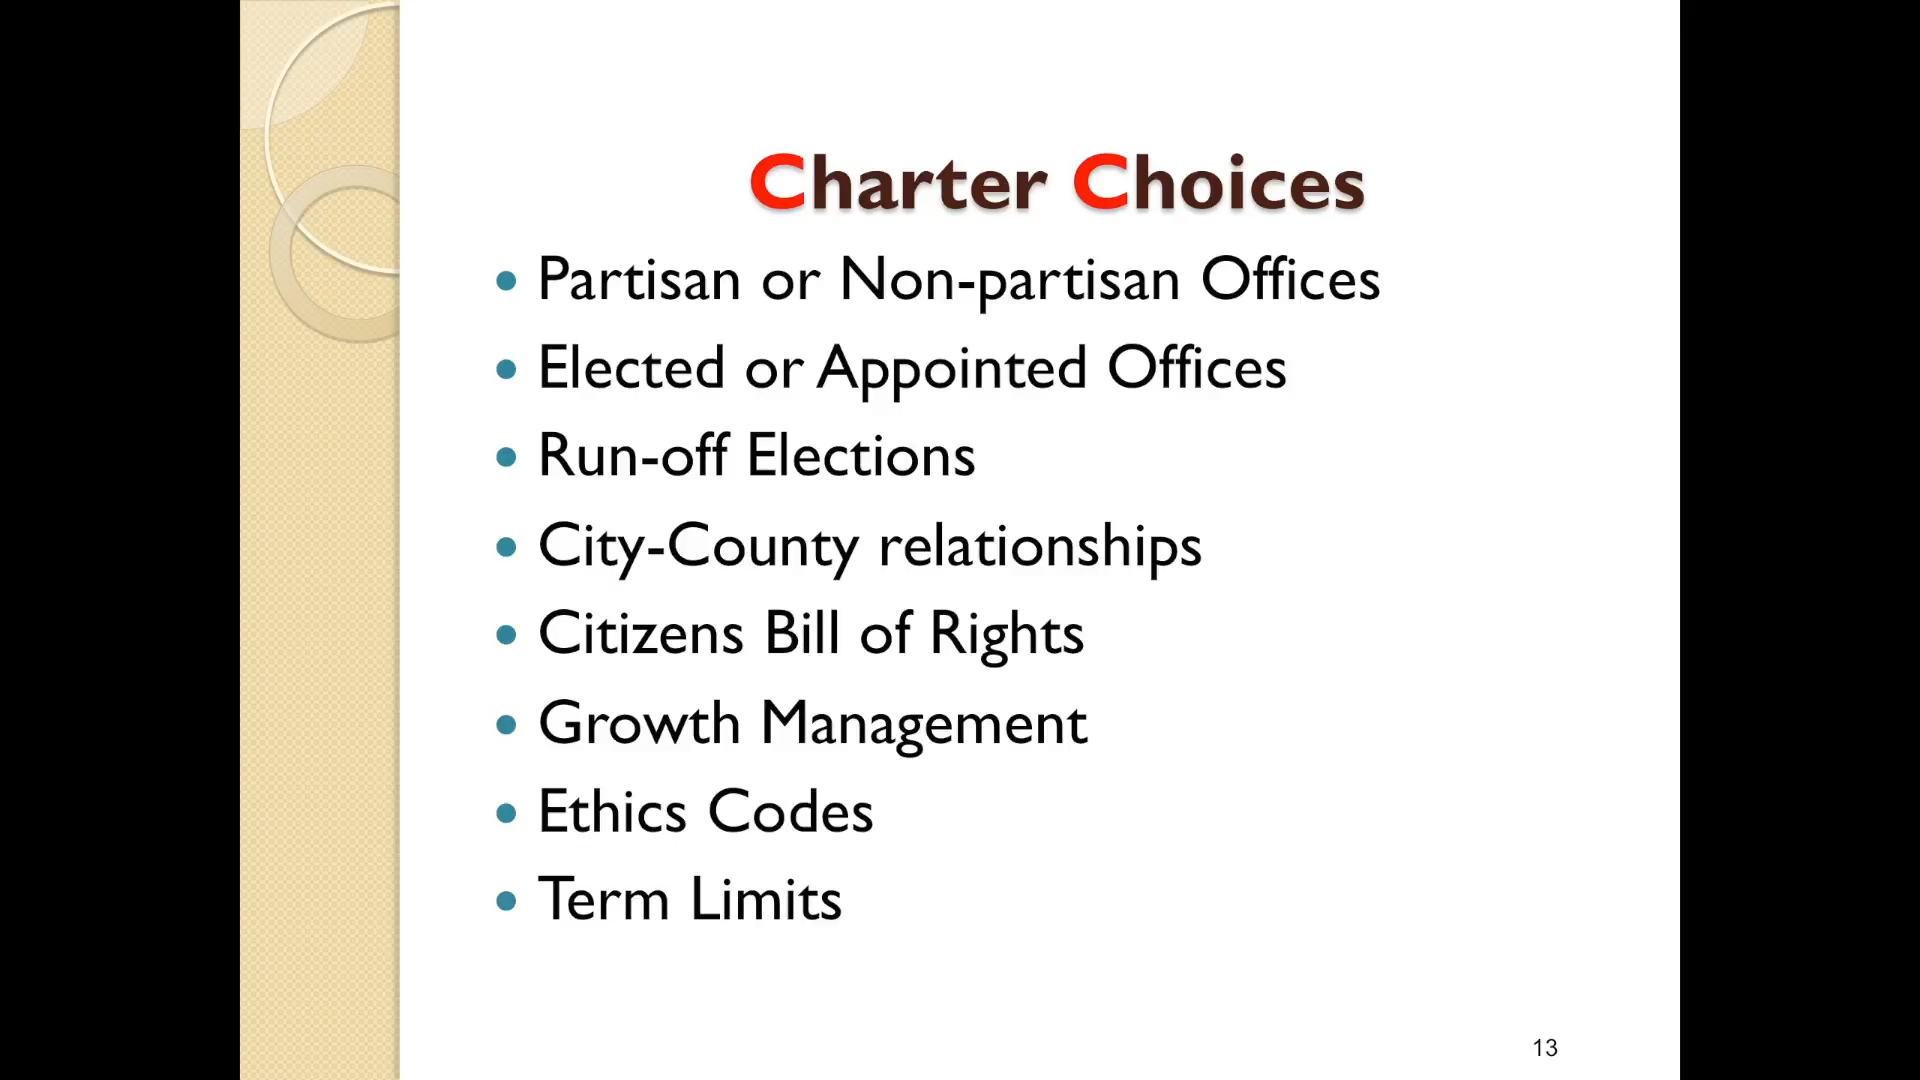 Charter Choices
• Partisan or Non-partisan Offices
• Elected or Appointed Offices
• Run-off Elections
• City-County relationships
• Citizens Bill of Rights
• Growth Management
• Ethics Codes
• Term Limits
13